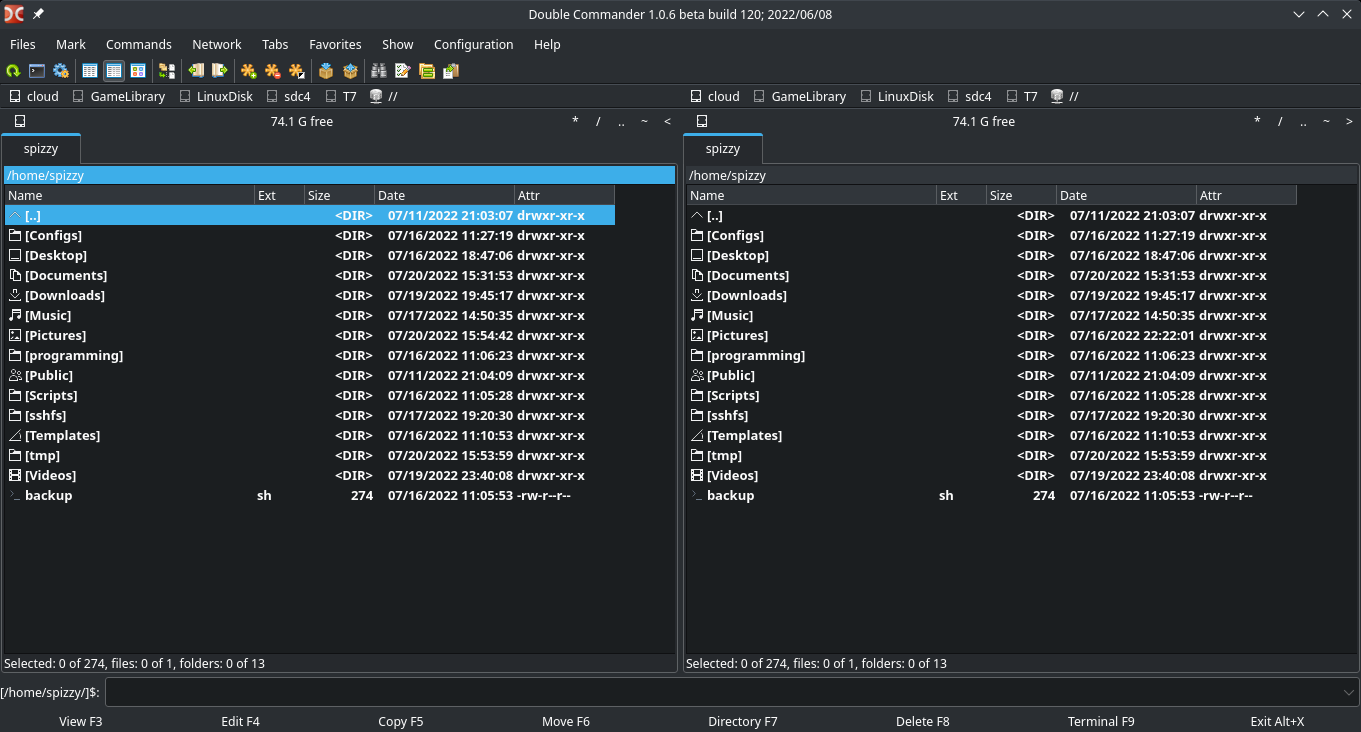 Double Commander 1.0.6 beta build 120; 2022/06/08
Files Mark Commands Network Tabs Favorites Show Configuration Help
cloud GameLibrary LinuxDisk sdc4 T7 // cloud GameLibrary LinuxDisk sdc4 T7 //
74.1 G free * / .. ~ < 74.1 G free * / .. ~ >
spizzy spizzy
/home/spizzy /home/spizzy
Name Ext Size Date Attr Name Ext Size Date Attr
[..] <DIR> 07/11/2022 21:03:07 drwxr-xr-x [..] <DIR> 07/11/2022 21:03:07 drwxr-xr-x
[Configs] <DIR> 07/16/2022 11:27:19 drwxr-xr-x [Configs] <DIR> 07/16/2022 11:27:19 drwxr-xr-x
[Desktop] <DIR> 07/16/2022 18:47:06 drwxr-xr-x [Desktop] <DIR> 07/16/2022 18:47:06 drwxr-xr-x
[Documents] <DIR> 07/20/2022 15:31:53 drwxr-xr-x [Documents] <DIR> 07/20/2022 15:31:53 drwxr-xr-x
[Downloads] <DIR> 07/19/2022 19:45:17 drwxr-xr-x [Downloads] <DIR> 07/19/2022 19:45:17 drwxr-xr-x
[Music] <DIR> 07/17/2022 14:50:35 drwxr-xr-x [Music] <DIR> 07/17/2022 14:50:35 drwxr-xr-x
[Pictures] <DIR> 07/20/2022 15:54:42 drwxr-xr-x [Pictures] <DIR> 07/16/2022 22:22:01 drwxr-xr-x
[programming] <DIR> 07/16/2022 11:06:23 drwxr-xr-x [programming] <DIR> 07/16/2022 11:06:23 drwxr-xr-x
[Public] <DIR> 07/11/2022 21:04:09 drwxr-xr-x [Public] <DIR> 07/11/2022 21:04:09 drwxr-xr-x
[Scripts] <DIR> 07/16/2022 11:05:28 drwxr-xr-x [Scripts] <DIR> 07/16/2022 11:05:28 drwxr-xr-x
[sshfs] <DIR> 07/17/2022 19:20:30 drwxr-xr-x [sshfs] <DIR> 07/17/2022 19:20:30 drwxr-xr-x
[Templates] <DIR> 07/16/2022 11:10:53 drwxr-xr-x [Templates] <DIR> 07/16/2022 11:10:53 drwxr-xr-x
[tmp] <DIR> 07/20/2022 15:53:59 drwxr-xr-x [tmp] <DIR> 07/20/2022 15:53:59 drwxr-xr-x
[Videos] <DIR> 07/19/2022 23:40:08 drwxr-xr-x [Videos] <DIR> 07/19/2022 23:40:08 drwxr-xr-x
backup sh 274 07/16/2022 11:05:53 -rw-r--r-- backup sh 274 07/16/2022 11:05:53 -rw-r--r--
Selected: 0 of 274, files: 0 of 1, folders: 0 of 13 Selected: 0 of 274, files: 0 of 1, folders: 0 of 13
[/home/spizzy/]$:
View F3 Edit F4 Copy F5 Move F6 Directory F7 Delete F8 Terminal F9 Exit Alt+X